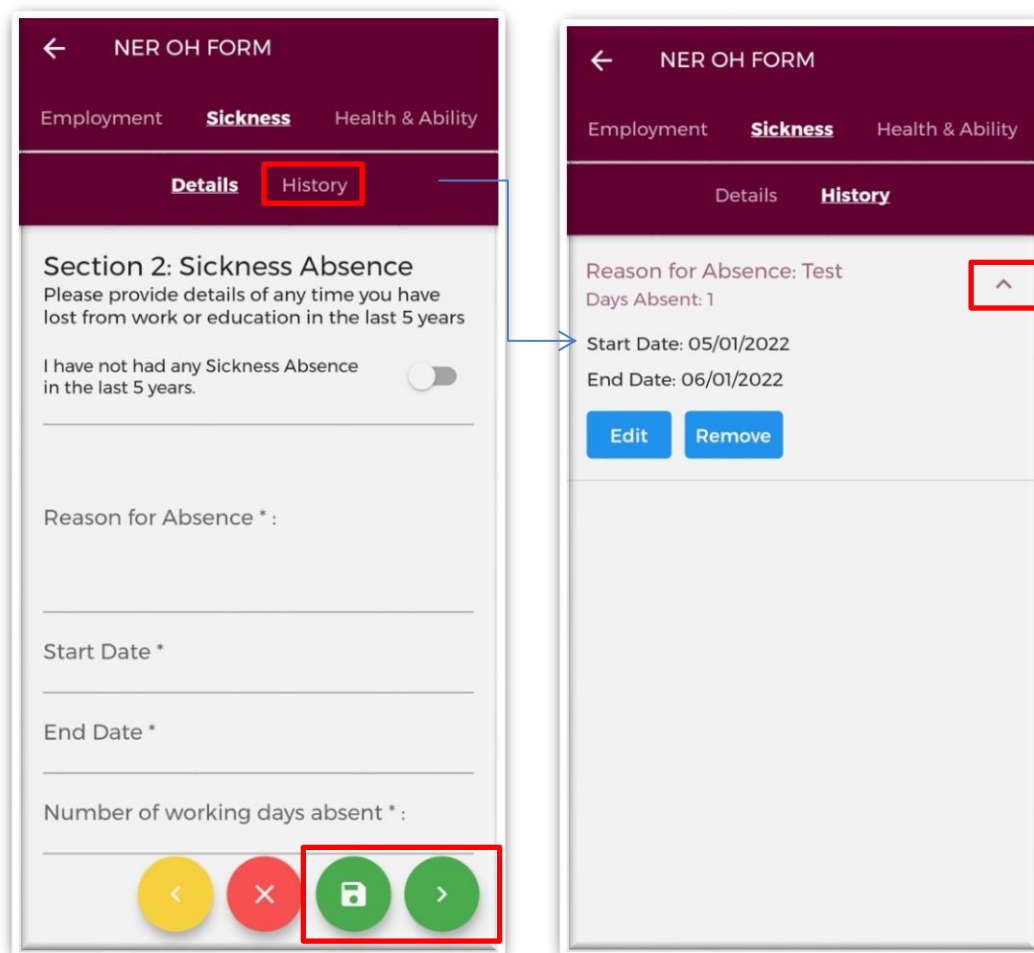 NER OH FORM
Employment Sickness Health & Ability
Details History
Section 2: Sickness Absence
Please provide details of any time you have
lost from work or education in the last 5 years
I have not had any Sickness Absence
in the last 5 years.
Reason for Absence * :
Start Date *
End Date *
Number of working days absent * :
NER OH FORM
Employment Sickness Health & Ability
Details History
Reason for Absence: Test
Days Absent: 1
Start Date: 05/01/2022
End Date: 06/01/2022
Edit Remove